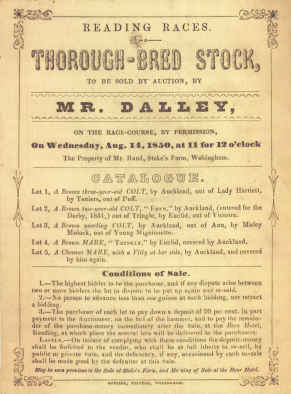 READING RACES.
THOROUGH-BRED STOCK,
TO BE SOLD BY AUCTION, BY
MR. DALLEY,
ON THE RACE-COURSE, BY PERMISSION,
On Wednesday, Aug. 14, 1850, at 11 for 12 o'clock
The Property of Mr. Rand, Stoke's Farm, Wokingham.
CATALOGUE.
Lot 1, A Brown three-year-old COLT, by Auckland, out of Lady Harriett,
by Teniers, out of Puff.
Lot 2, A Brown two-year-old COLT, "EDEN," by Auckland, (entered for the
Derby, 1851,) out of Tringle, by Euclid, out of Victoire.
Lot 3, A Brown yearling COLT, by Auckland, out of Ann, by Muley
Moloch, out of Young Mignionette.
Lot 4, A Brown MARE, "TRINGLE," by Euclid, covered by Auckland.
Lot 5, A Chesnut MARE, with a Filly at her side, by Auckland, and covered
by him again.
Conditions of Sale.
1.—The highest bidder to be the purchaser, and if any dispute arise between
two or more bidders the lot in dispute to be put up again and re-sold.
2.—No person to advance less than one guinea at each bidding, nor retract
a bidding.
3.—The purchaser of each lot to pay down a deposit of 20 per cent. in part
payment to the Auctioneer, on the fall of the hammer, and to pay the remain-
der of the purchase-money immediately after the Sale, at the Bear Hotel,
Reading, at which place the several lots will be delivered to the purchasers.
LASTLY.—On failure of complying with these conditions the deposit-money
shall be forfeited to the vendor, who shall be at full liberty to re-sell, by
public or private Sale, and the deficiency, if any, occasioned by such re-sale
shall be made good by the defaulter at this Sale.
May be seen previous to the Sale at Stoke's Farm, and Morning of Sale at the Bear Hotel.
PRINTER, WOKINGHAM.